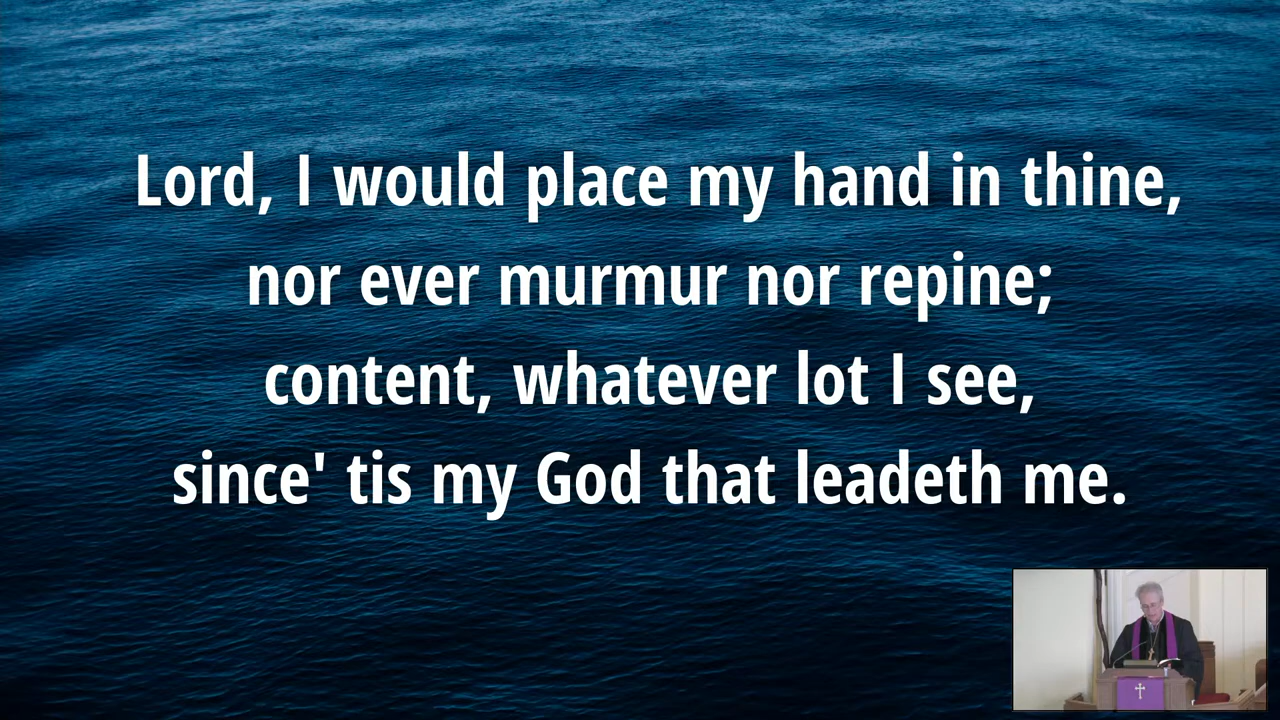 Lord, I would place my hand in thine,
nor ever murmur nor repine;
content, whatever lot I see,
since' tis my God that leadeth me.